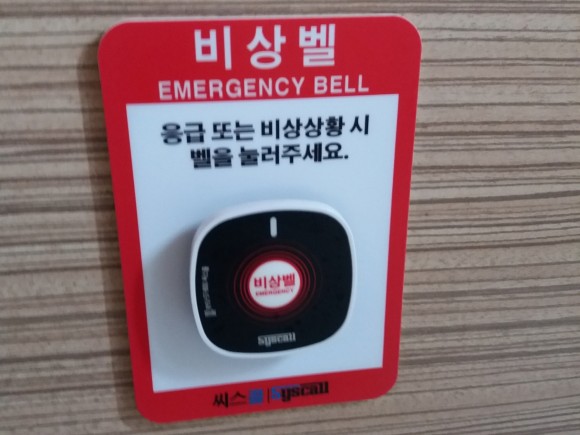 비상벨
EMERGENCY BELL
응급 또는 비상상황 시
벨을 눌러주세요.
비상벨
EMERGENCY
syscall
씨스콜 syscall